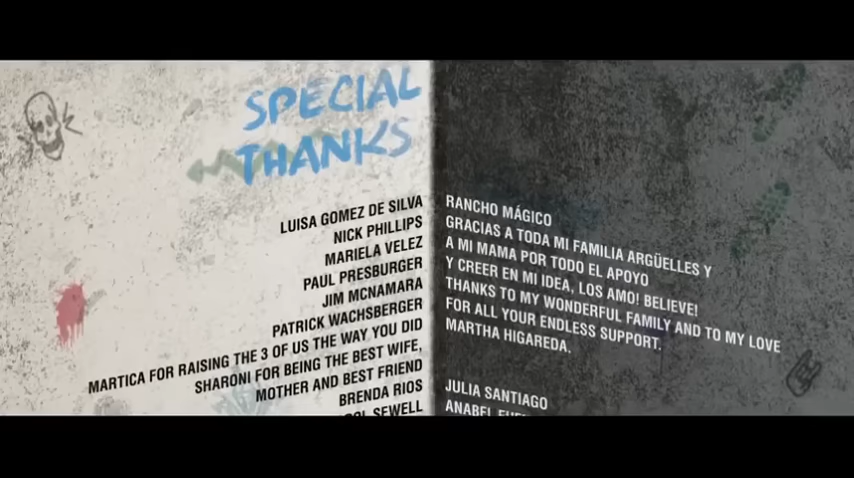 SPECIAL
THANKS
LUISA GOMEZ DE SILVA
NICK PHILLIPS
MARIELA VELEZ
PAUL PRESBURGER
JIM MCNAMARA
PATRICK WACHSBERGER
MARTICA FOR RAISING THE 3 OF US THE WAY YOU DID
SHARONI FOR BEING THE BEST WIFE,
MOTHER AND BEST FRIEND
BRENDA RIOS
SEWELL
RANCHO MÁGICO
GRACIAS A TODA MI FAMILIA ARGÜELLES Y
A MI MAMA POR TODO EL APOYO
Y CREER EN MI IDEA, LOS AMO! BELIEVE!
THANKS TO MY WONDERFUL FAMILY AND TO MY LOVE
FOR ALL YOUR ENDLESS SUPPORT.
MARTHA HIGAREDA.
JULIA SANTIAGO
ANABEL